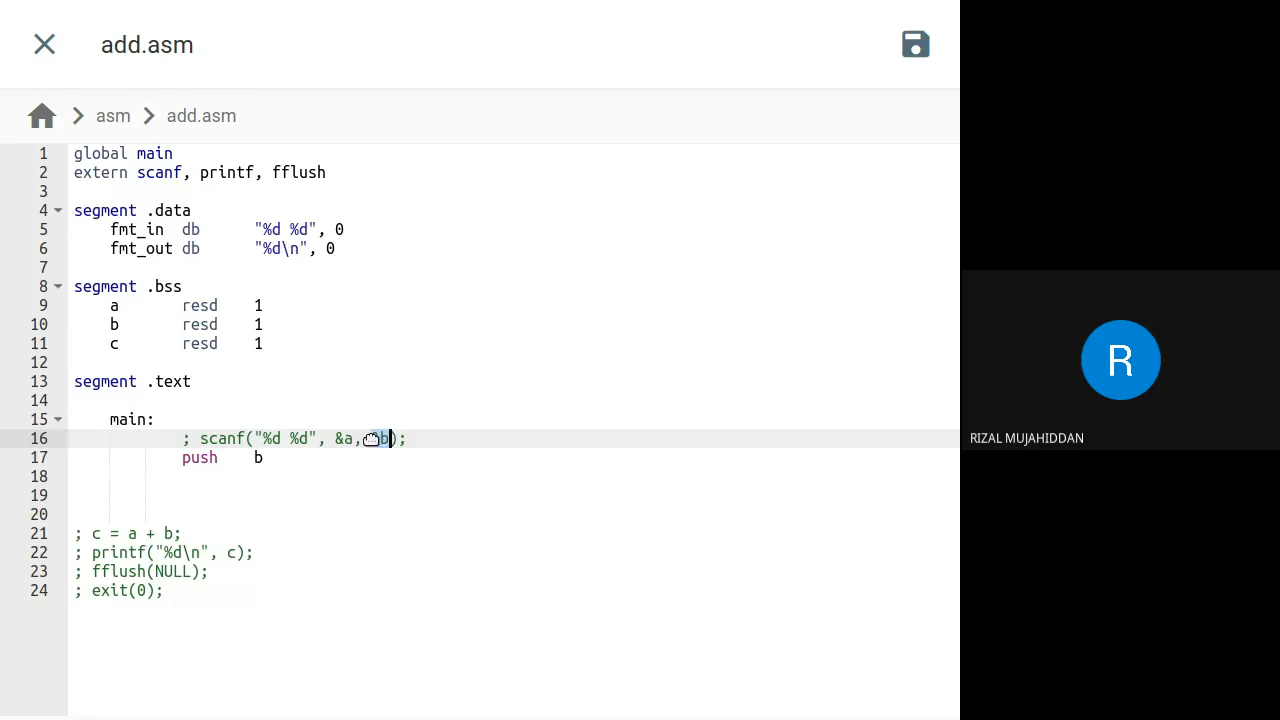 add.asm
asm add.asm
1 global main
2 extern scanf, printf, fflush
3
4 segment .data
5 fmt_in db "%d %d", 0
6 fmt_out db "%d\n", 0
7
8 segment .bss
9 a resd 1
10 b resd 1
11 c resd 1
12
13 segment .text
14
15 main:
16 ; scanf("%d %d", &a, &b);
17 push b
18
19
20
21 ; c = a + b;
22 ; printf("%d\n", c);
23 ; fflush(NULL);
24 ; exit(0);
R
RIZAL MUJAHIDDAN